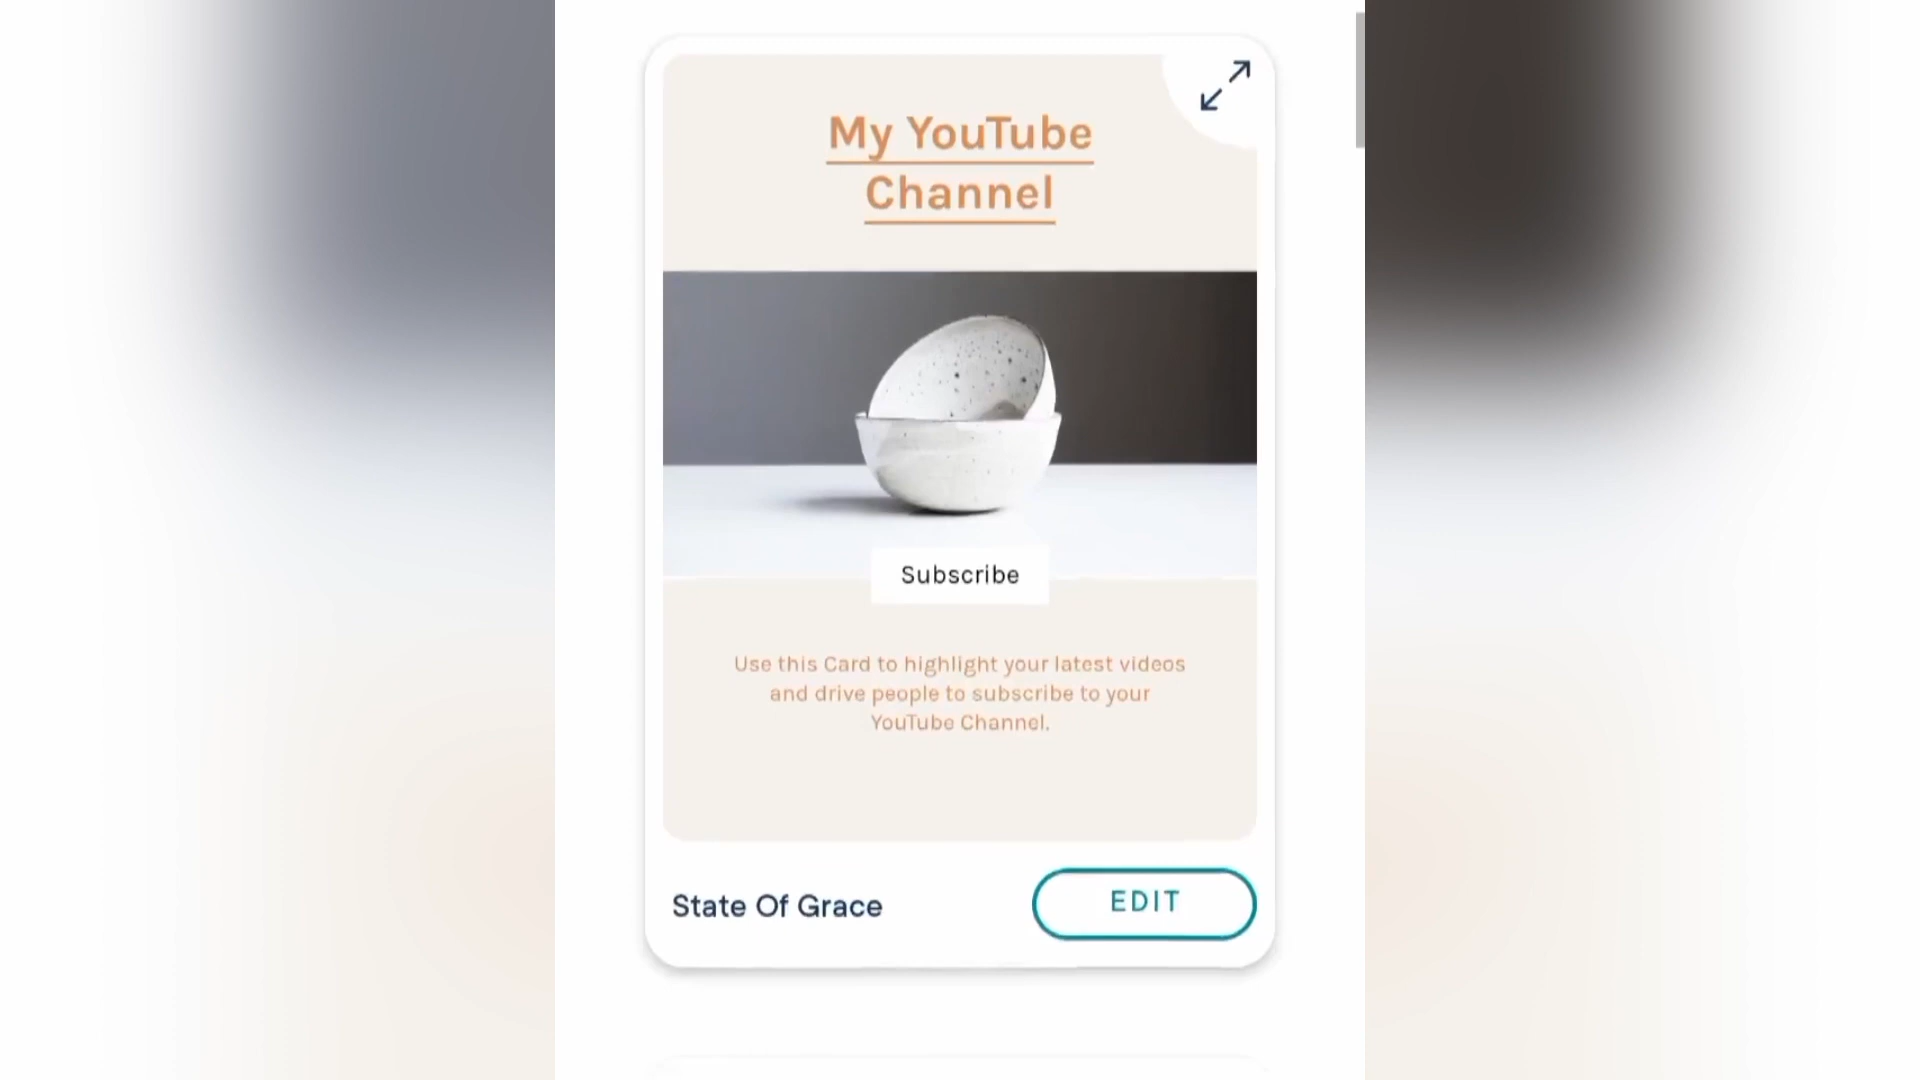 My YouTube
Channel
Subscribe
Use this Card to highlight your latest videos
and drive people to subscribe to your
YouTube Channel.
State Of Grace
EDIT